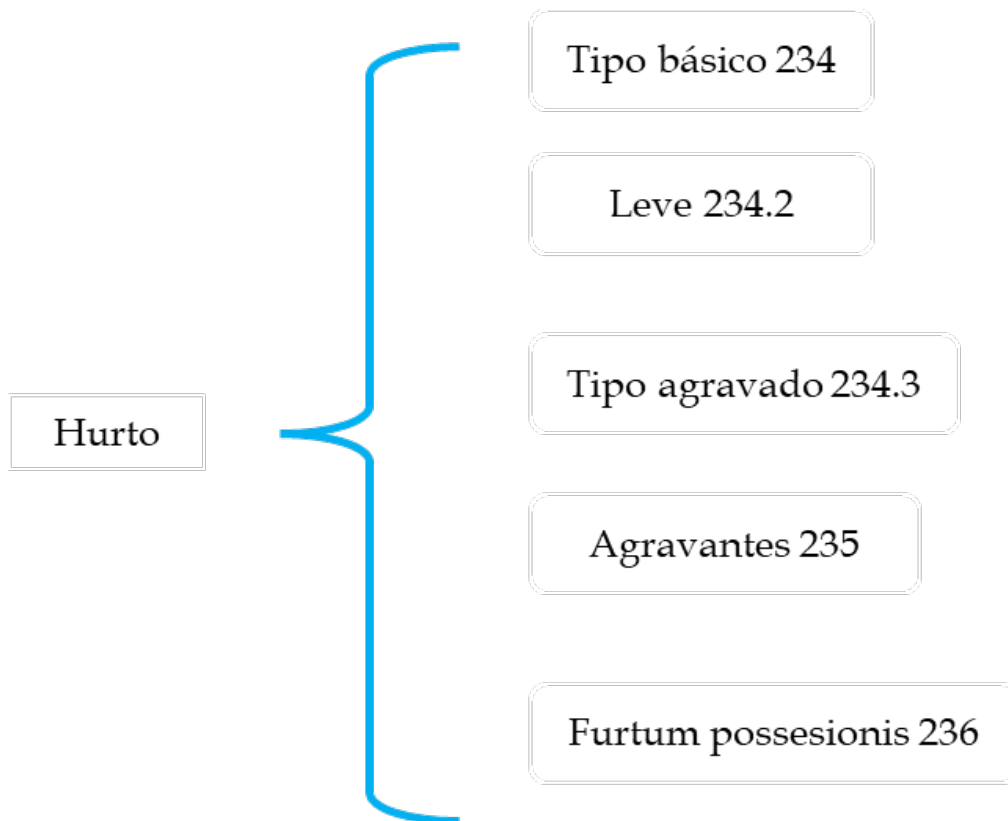 Tipo básico 234
Leve 234.2
Tipo agravado 234.3
Hurto
Agravantes 235
Furtum possesionis 236